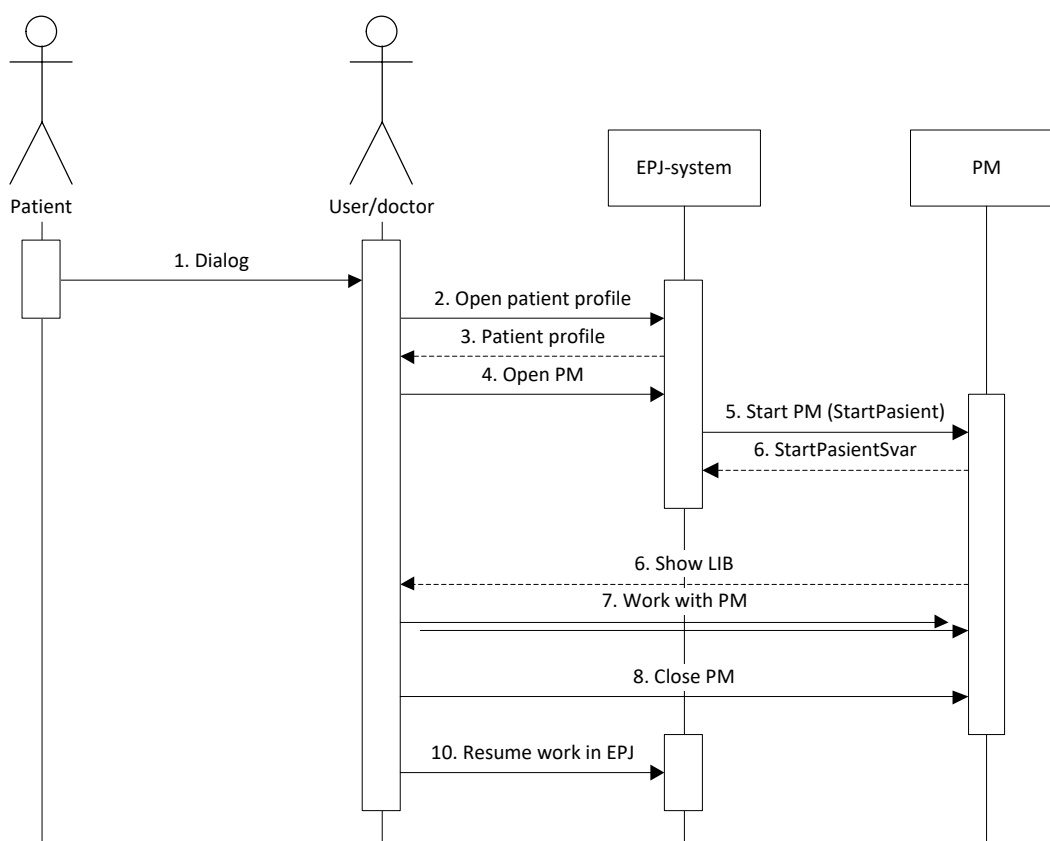 Patient
User/doctor
EPJ-system
PM
1. Dialog
2. Open patient profile
3. Patient profile
4. Open PM
5. Start PM (StartPasient)
6. StartPasientSvar
6. Show LIB
7. Work with PM
8. Close PM
10. Resume work in EPJ